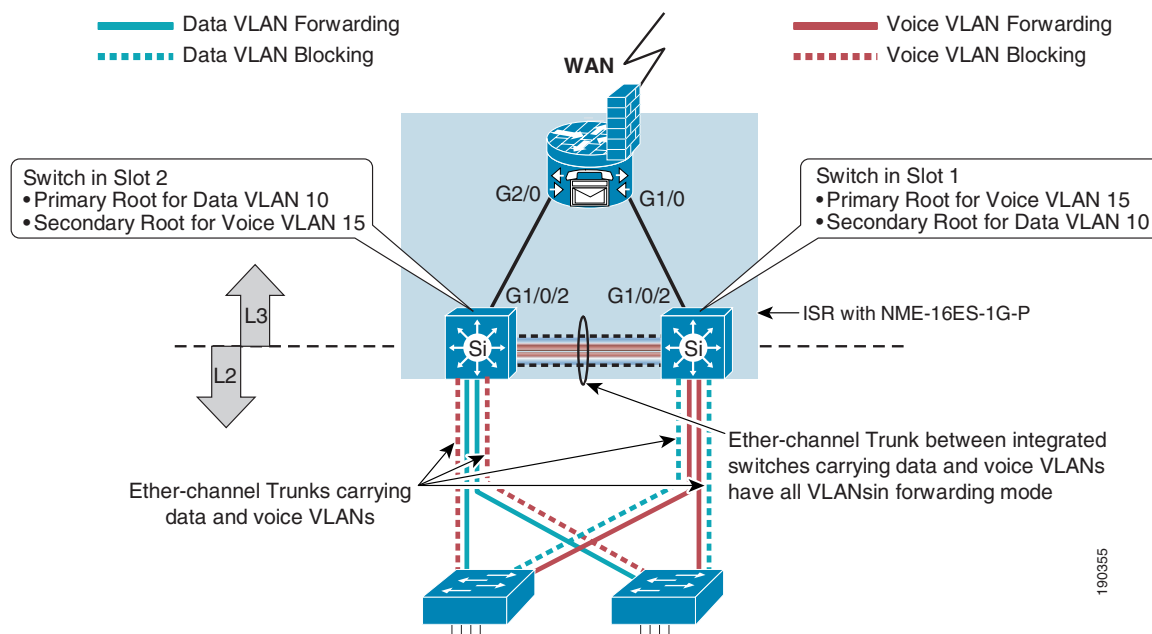 Data VLAN Forwarding
Data VLAN Blocking
Voice VLAN Forwarding
Voice VLAN Blocking
WAN
Switch in Slot 2
•Primary Root for Data VLAN 10
•Secondary Root for Voice VLAN 15
Switch in Slot 1
•Primary Root for Voice VLAN 15
•Secondary Root for Data VLAN 10
G2/0
G1/0
G1/0/2
G1/0/2
ISR with NME-16ES-1G-P
L3
L2
Si
Si
Ether-channel Trunks carrying
data and voice VLANs
Ether-channel Trunk between integrated
switches carrying data and voice VLANs
have all VLANsin forwarding mode
190355